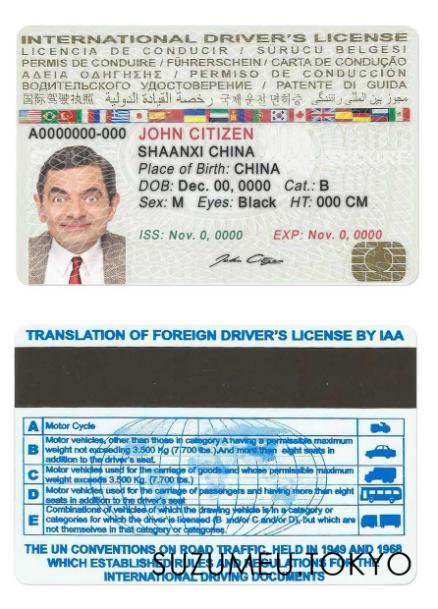 INTERNATIONAL DRIVER'S LICENSE
LICENCIA DE CONDUCIR / SÜRÜCÜ BELGESI
PERMIS DE CONDUIRE / FÜHRERSCHEIN / CARTA DE CONDUÇÃO
ΑΔΕΙΑ ΟΔΗΓΗΣΗΣ / PERMISO DE CONDUCCIÓN
ВОДИТЕЛЬСКОГО УДОСТОВЕРЕНИЕ / PATENTE DI GUIDA
国际驾驶执照 رخصة القيادة الدولية / 국제 운전 면허증 / مجوز بین المللی رانندگی
A0000000-000 JOHN CITIZEN
SHAANXI CHINA
Place of Birth: CHINA
DOB: Dec. 00, 0000 Cat.: B
Sex: M Eyes: Black HT: 000 CM
ISS: Nov. 0, 0000 EXP: Nov. 0, 0000
John Citizen
TRANSLATION OF FOREIGN DRIVER'S LICENSE BY IAA
A Motor Cycle
B Motor vehicles, other than those in category A having a permissible maximum
weight not exceeding 3.500 Kg (7,700 lbs.) And more than eight seats in
addition to the driver's seat.
C Motor vehicles used for the carriage of goods and whose permissible maximum
weight exceeds 3.500 Kg. (7,700 lbs.)
D Motor vehicles used for the carriage of passengers and having more than eight
seats in addition to the driver's seat
E Combinations of vehicles of which the drawing vehicle is in a category or
categories for which the driver is licensed (B and/or C and/or D), but which are
not themselves in that category or categories.
THE UN CONVENTIONS ON ROAD TRAFFIC, HELD IN 1949 AND 1968
WHICH ESTABLISHED RULES AND REGULATIONS FOR THE
INTERNATIONAL DRIVING DOCUMENTS
SUZUMEU.TOKYO